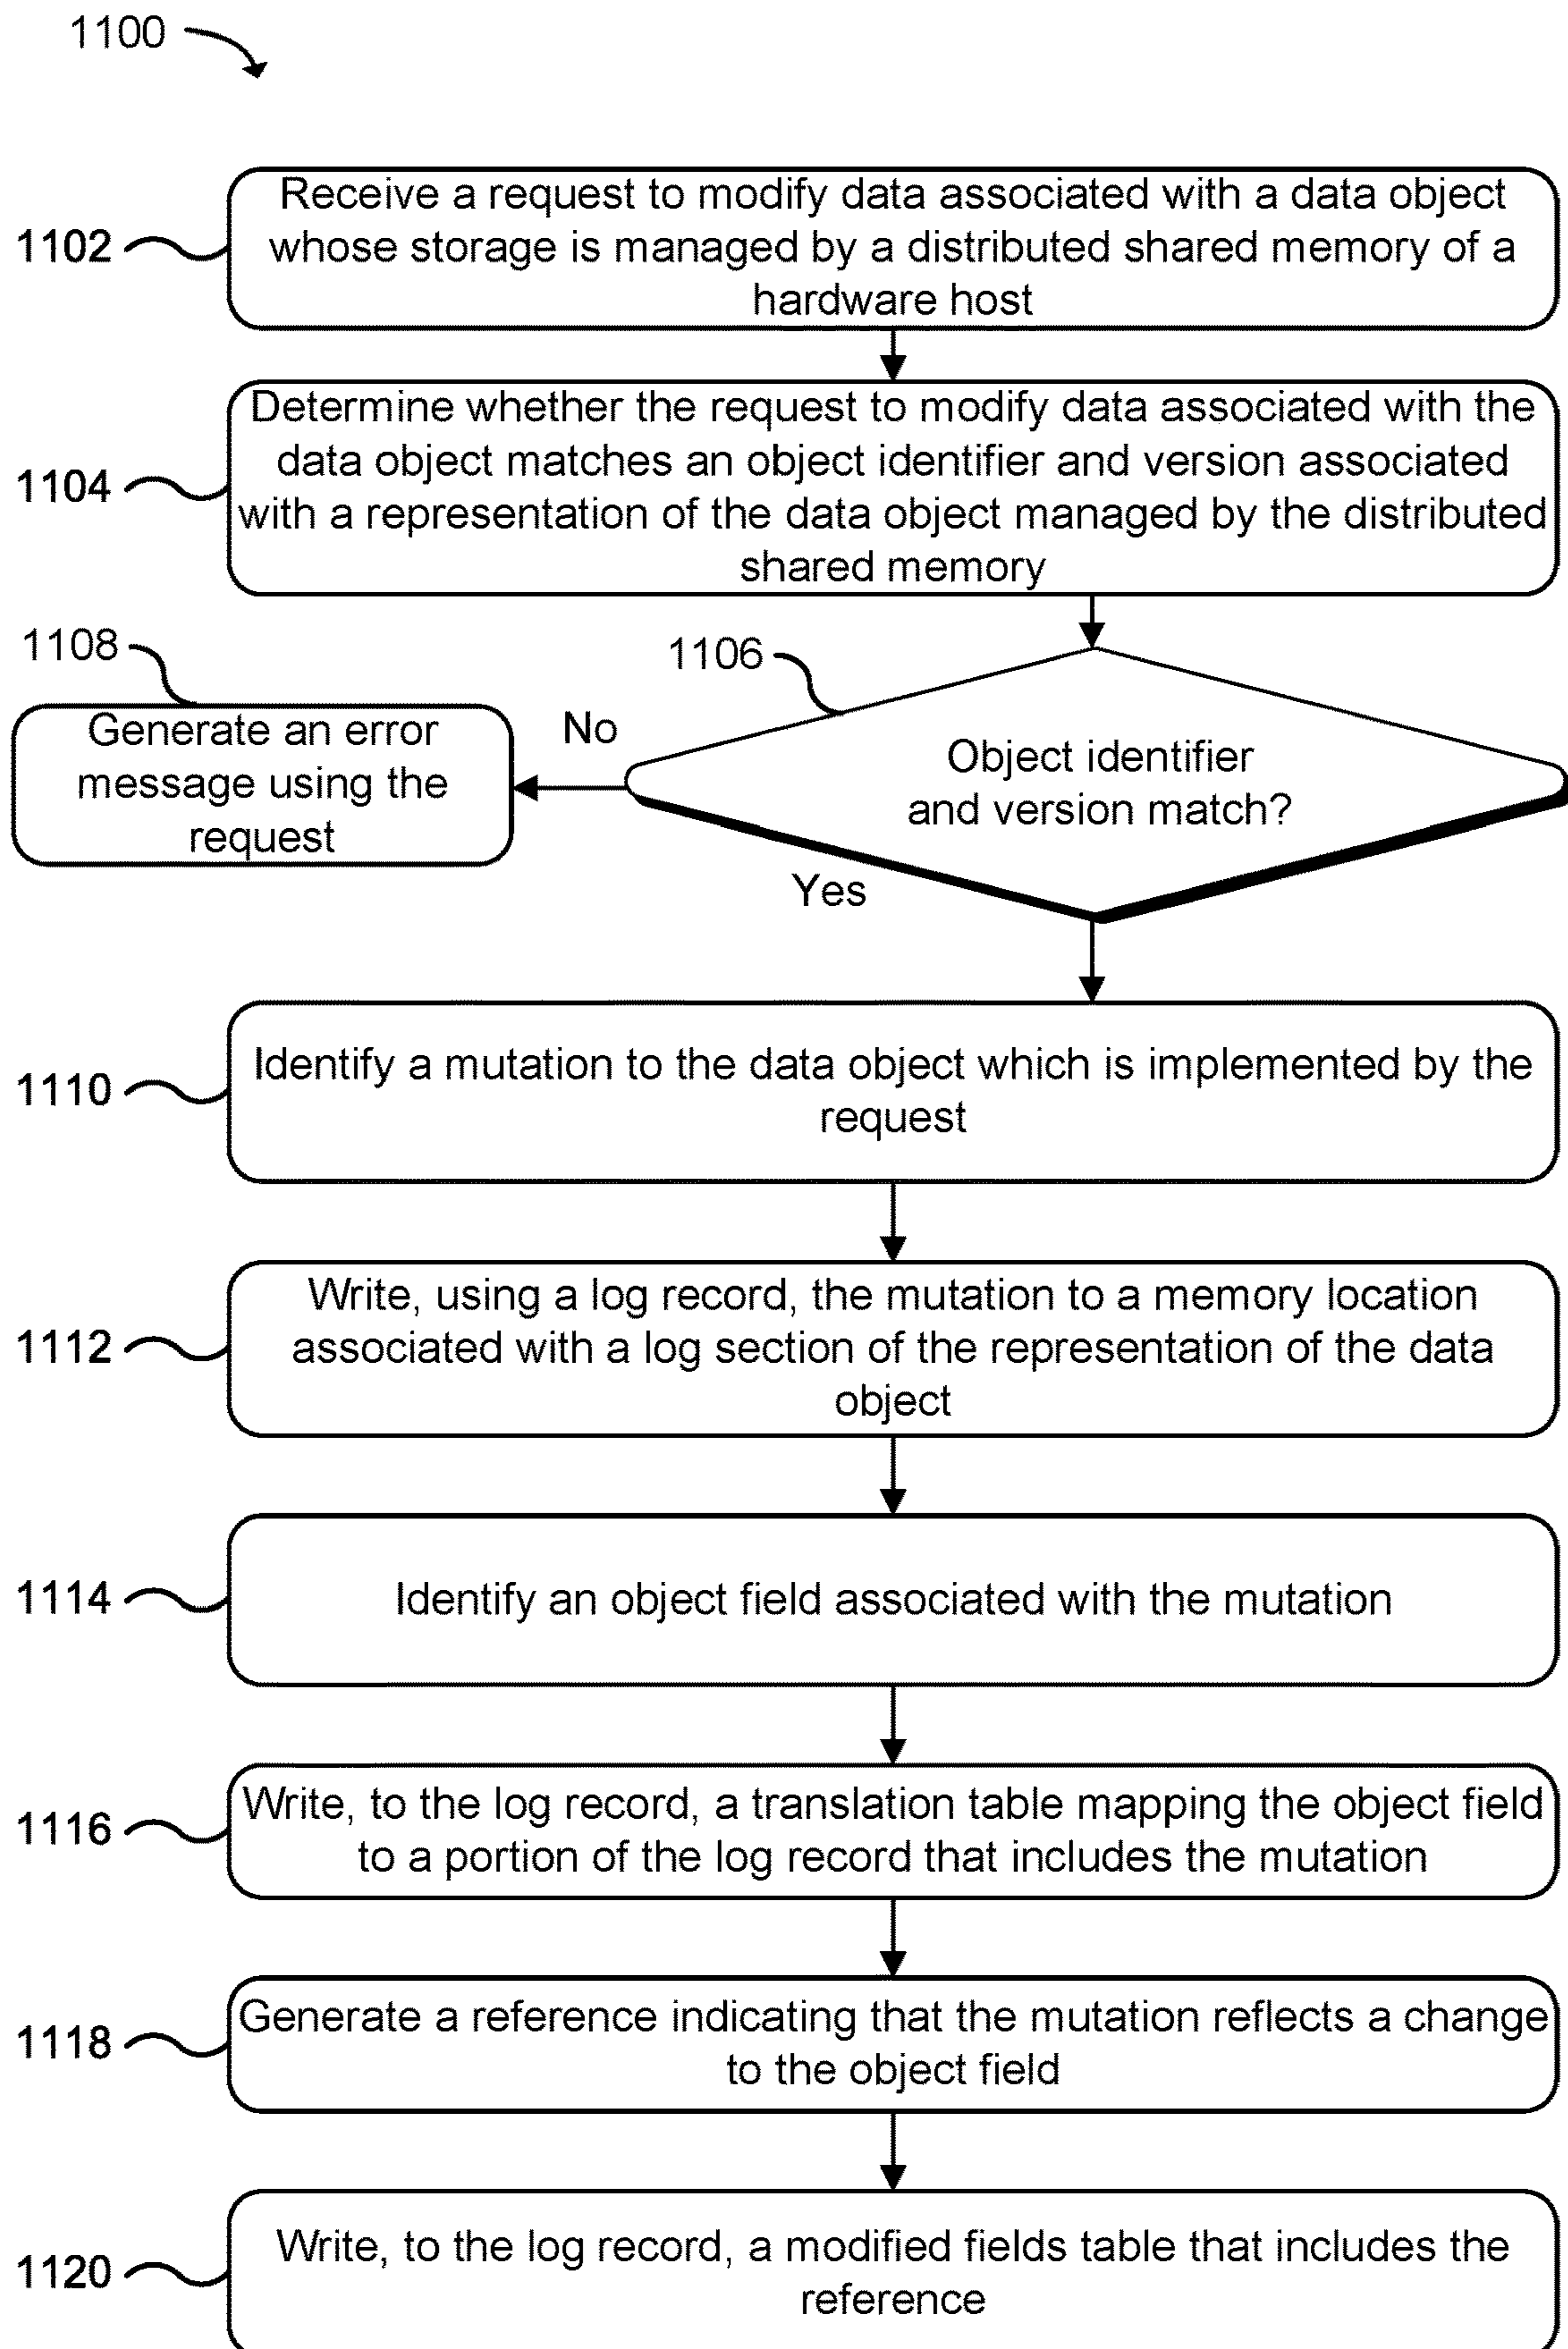 1100
Receive a request to modify data associated with a data object
whose storage is managed by a distributed shared memory of a
hardware host
1102
Determine whether the request to modify data associated with the
data object matches an object identifier and version associated
with a representation of the data object managed by the distributed
shared memory
1104
1108
1106
Generate an error
message using the
request
No
Object identifier
and version match?
Yes
Identify a mutation to the data object which is implemented by the
request
1110
Write, using a log record, the mutation to a memory location
associated with a log section of the representation of the data
object
1112
Identify an object field associated with the mutation
1114
Write, to the log record, a translation table mapping the object field
to a portion of the log record that includes the mutation
1116
Generate a reference indicating that the mutation reflects a change
to the object field
1118
Write, to the log record, a modified fields table that includes the
reference
1120